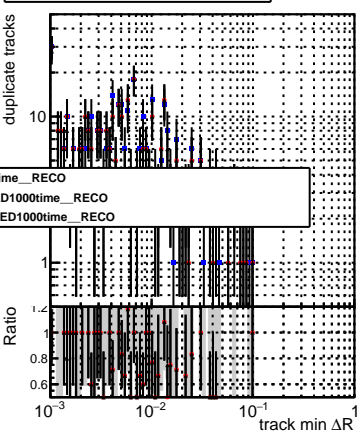 duplicate tracks
10
ime__RECO
D1000time__RECO
ED1000time__RECO
1
Ratio
1.2
1
0.8
0.6
10⁻³ 10⁻² 10⁻¹ 1
track min ΔR